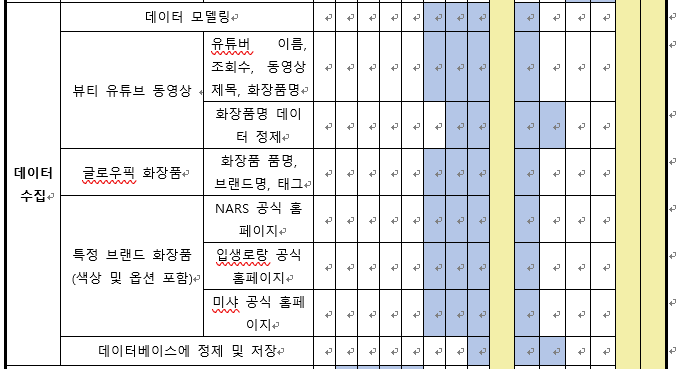 데이터 모델링
데이터
수집
뷰티 유튜브 동영상
유튜버 이름,
조회수, 동영상
제목, 화장품명
화장품명 데이
터 정제
글로우픽 화장품
화장품 품명,
브랜드명, 태그
특정 브랜드 화장품
(색상 및 옵션 포함)
NARS 공식 홈
페이지
입생로랑 공식
홈페이지
미샤 공식 홈페
이지
데이터베이스에 정제 및 저장